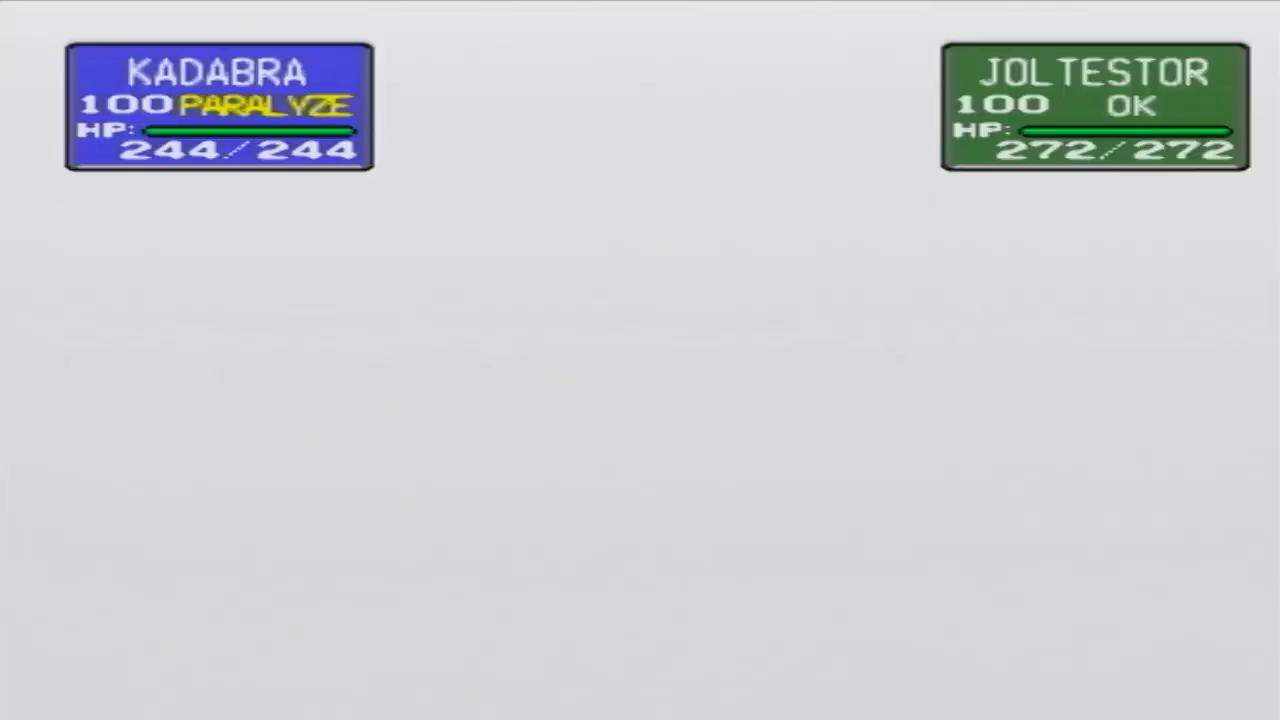 KADABRA
100 PARALYZE
HP:
244/244
JOLTESTOR
100 OK
HP:
272/272